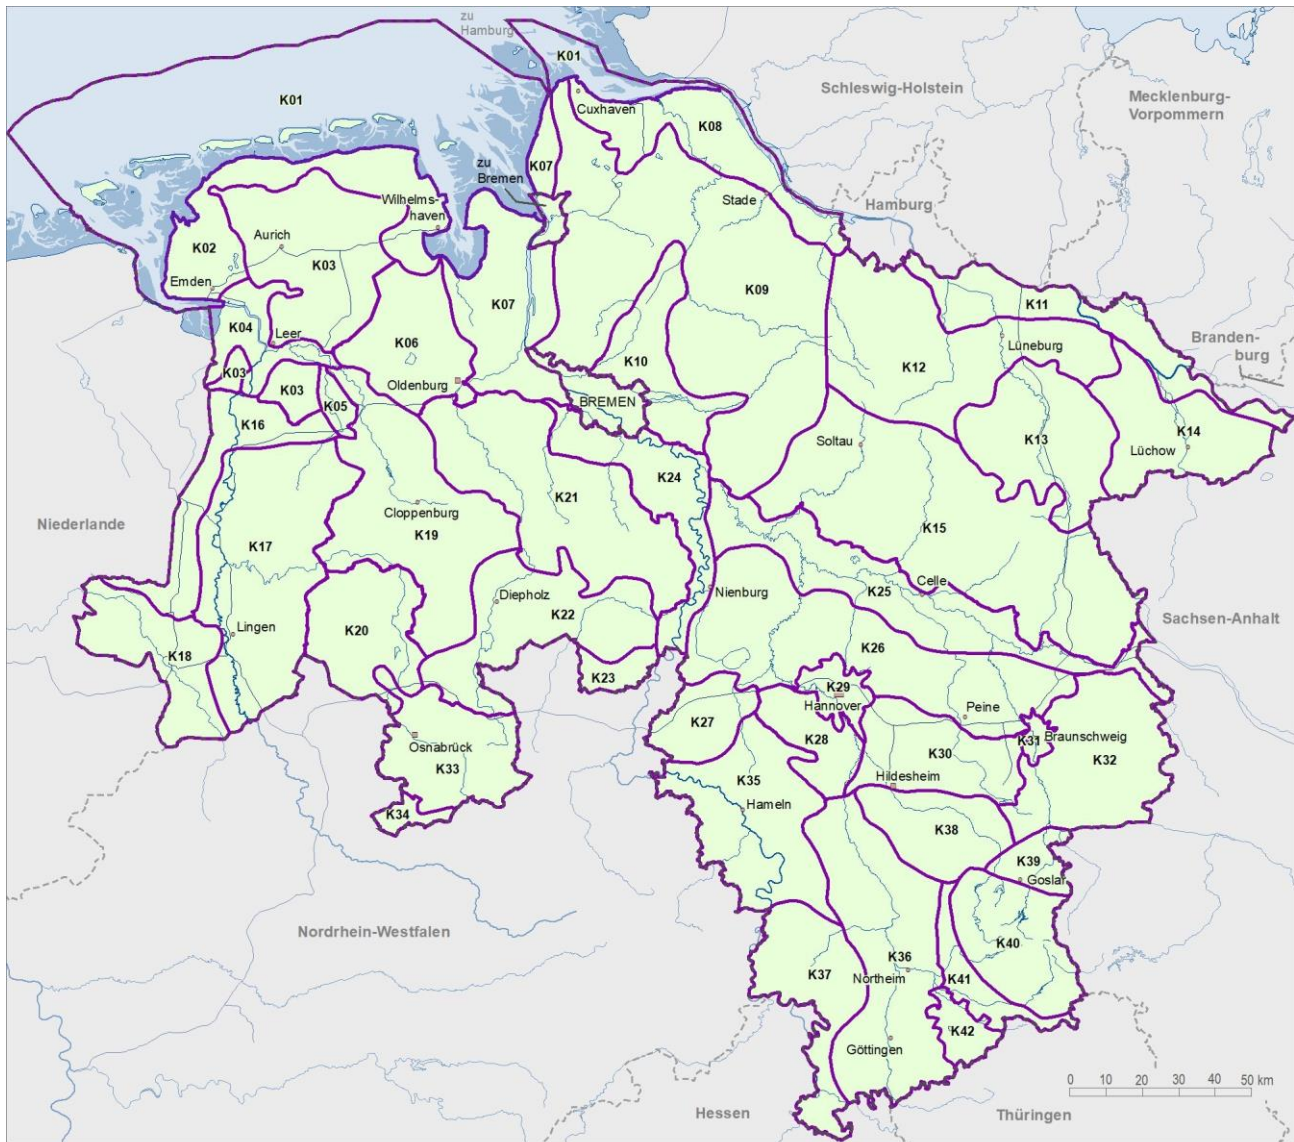 zu
Hamburg
K01
Schleswig-Holstein
Mecklenburg-
Vorpommern
K01
Cuxhaven
K08
K07
zu
Bremen
Stade
Hamburg
Wilhelms-
haven
Aurich
K02
K03
Emden
K07
K09
K11
K04
Leer
K06
K10
Lüneburg
Branden-
burg
K12
K03
K03
K05
Oldenburg
BREMEN
K16
K14
K13
Soltau
Lüchow
K24
K21
Cloppenburg
K19
Niederlande
K15
K17
Celle
K25
Nienburg
Diepholz
K22
Sachsen-Anhalt
Lingen
K20
K18
K26
K23
K29
Hannover
K27
Peine
Braunschweig
K31
Osnabrück
K28
K30
K32
K33
Hildesheim
K35
Hameln
K34
K38
K39
Goslar
Nordrhein-Westfalen
K40
K36
K37
Northeim
K41
K42
Göttingen
0 10 20 30 40 50 km
Hessen
Thüringen